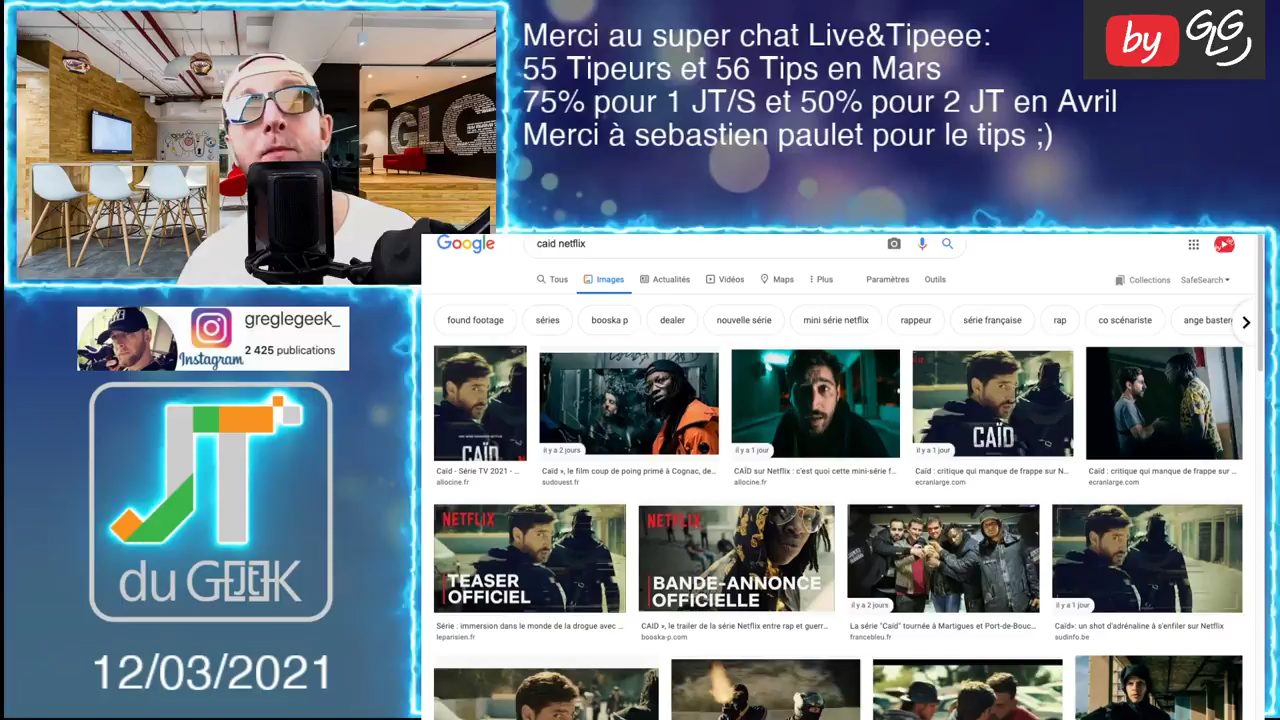 Merci au super chat Live&Tipeee:
55 Tipeurs et 56 Tips en Mars
75% pour 1 JT/S et 50% pour 2 JT en Avril
Merci à sebastien paulet pour le tips ;)
by GLG
GLG
greglegeek_
2 425 publications
Instagram
JT
du GEEK
12/03/2021
Google
caid netflix
Tous
Images
Actualités
Vidéos
Maps
Plus
Paramètres
Outils
Collections
SafeSearch
found footage
séries
booska p
dealer
nouvelle série
mini série netflix
rappeur
série française
rap
co scénariste
ange baster
CAÏD
il y a 2 jours
il y a 1 jour
CAÏD
il y a 1 jour
Caïd - Série TV 2021 - ...
allocine.fr
Caïd », le film coup de poing primé à Cognac, de...
sudouest.fr
CAÏD sur Netflix : c'est quoi cette mini-série f...
allocine.fr
Caïd : critique qui manque de frappe sur N...
ecranlarge.com
Caïd : critique qui manque de frappe sur ...
ecranlarge.com
NETFLIX
TEASER
OFFICIEL
NETFLIX
BANDE-ANNONCE
OFFICIELLE
il y a 2 jours
il y a 1 jour
Série : immersion dans le monde de la drogue avec ...
leparisien.fr
CAID », le trailer de la série Netflix entre rap et guerr...
booska-p.com
La série "Caïd" tournée à Martigues et Port-de-Bouc...
francebleu.fr
Caïd»: un shot d'adrénaline à s'enfiler sur Netflix
sudinfo.be